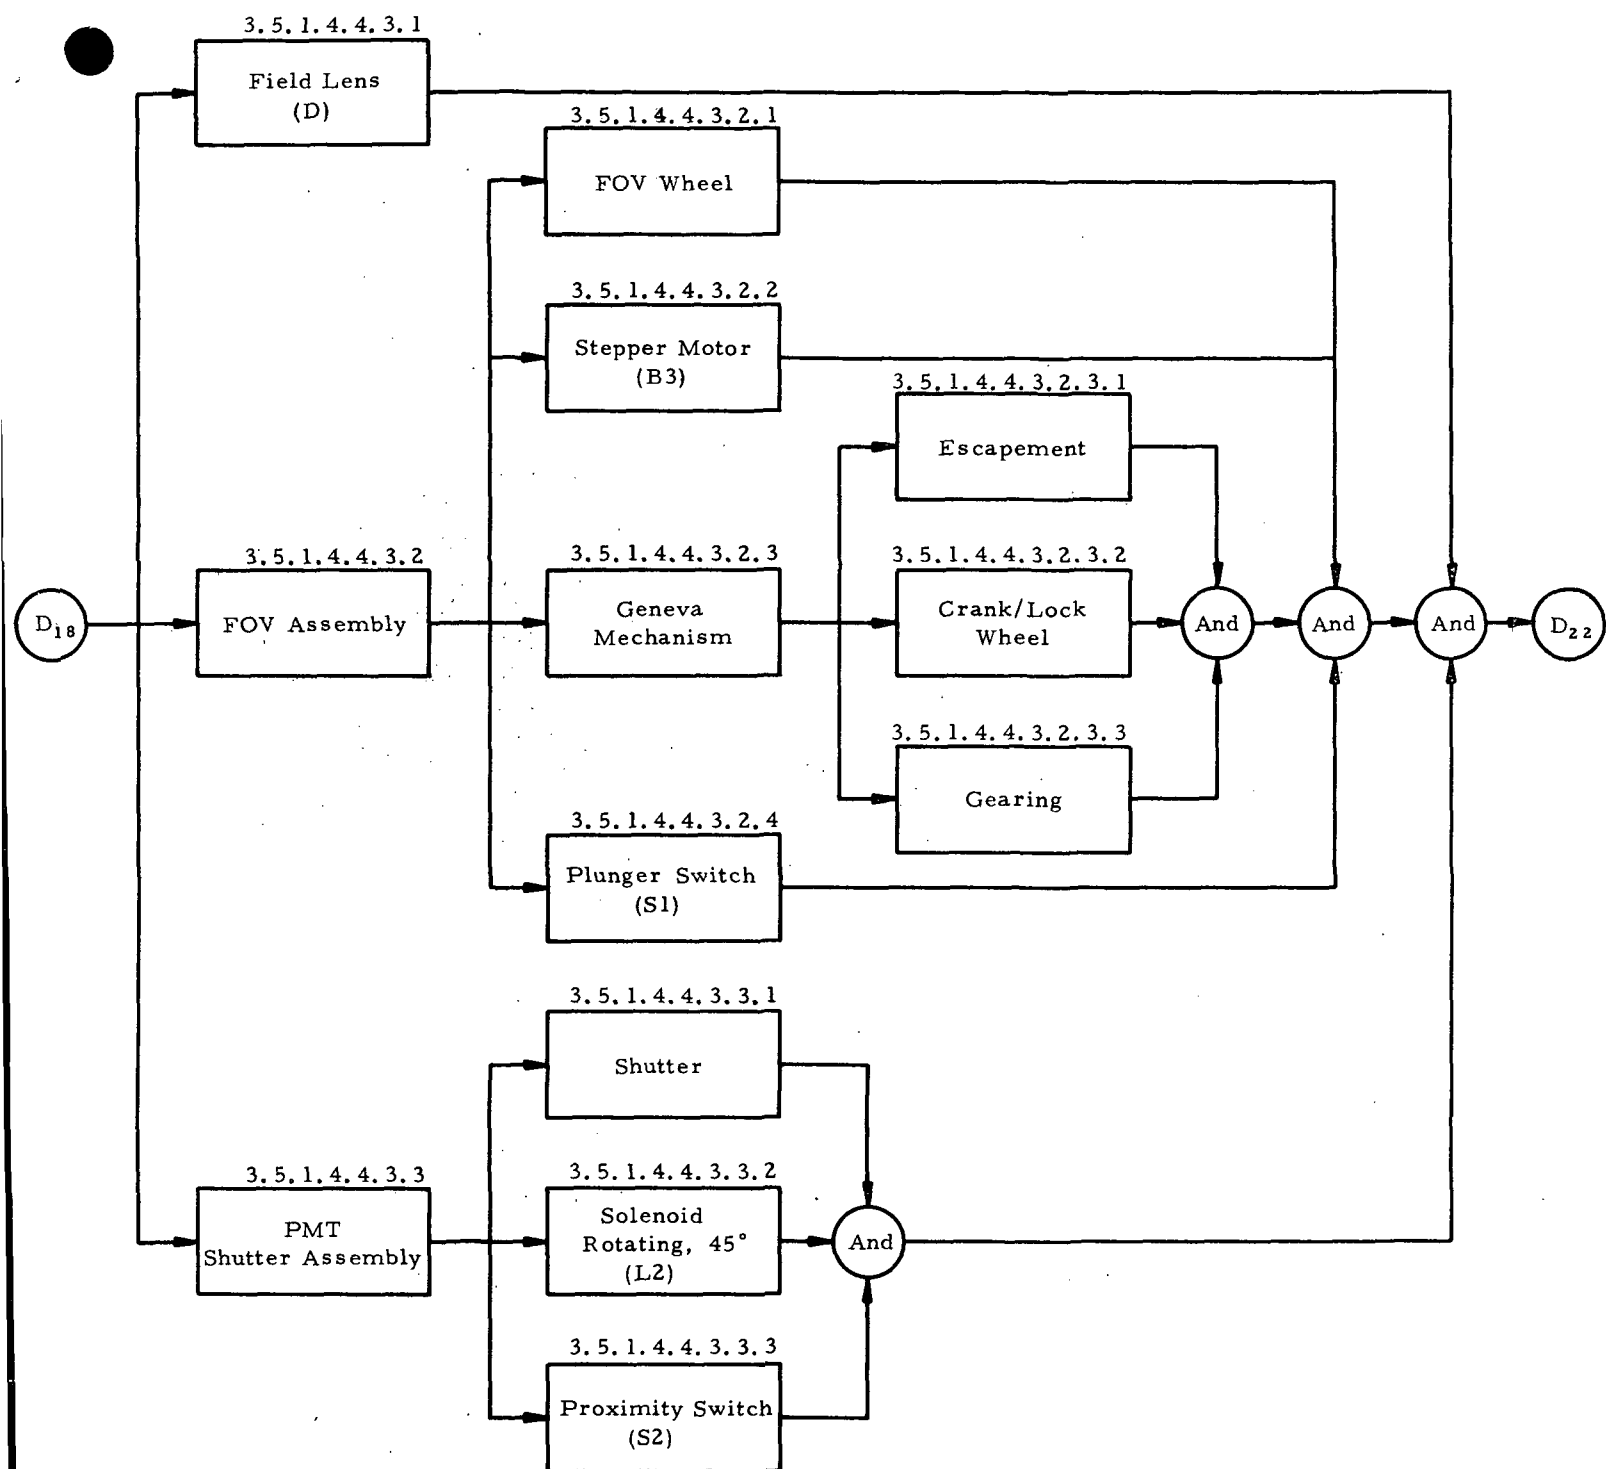 3.5.1.4.4.3.1
Field Lens
(D)
3.5.1.4.4.3.2.1
FOV Wheel
3.5.1.4.4.3.2.2
Stepper Motor
(B3)
3.5.1.4.4.3.2.3.1
Escapement
3.5.1.4.4.3.2
FOV Assembly
3.5.1.4.4.3.2.3
Geneva
Mechanism
3.5.1.4.4.3.2.3.2
Crank/Lock
Wheel
D18
And
And
And
D22
3.5.1.4.4.3.2.3.3
Gearing
3.5.1.4.4.3.2.4
Plunger Switch
(S1)
3.5.1.4.4.3.3.1
Shutter
3.5.1.4.4.3.3
PMT
Shutter Assembly
3.5.1.4.4.3.3.2
Solenoid
Rotating, 45°
(L2)
And
3.5.1.4.4.3.3.3
Proximity Switch
(S2)